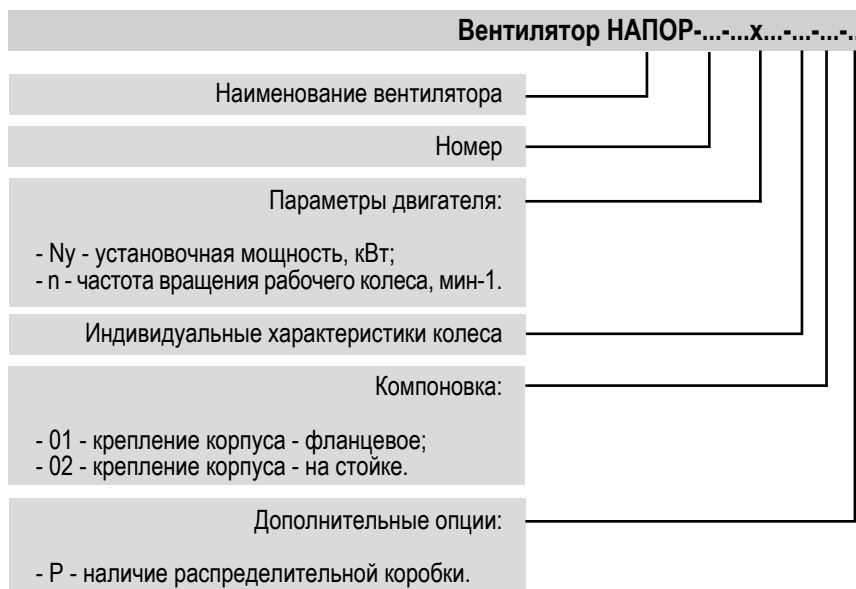 Вентилятор НАПОР-...-...х...-...-...-..
Наименование вентилятора
Номер
Параметры двигателя:
- Nу - установочная мощность, кВт;
- n - частота вращения рабочего колеса, мин-1.
Индивидуальные характеристики колеса
Компоновка:
- 01 - крепление корпуса - фланцевое;
- 02 - крепление корпуса - на стойке.
Дополнительные опции:
- Р - наличие распределительной коробки.